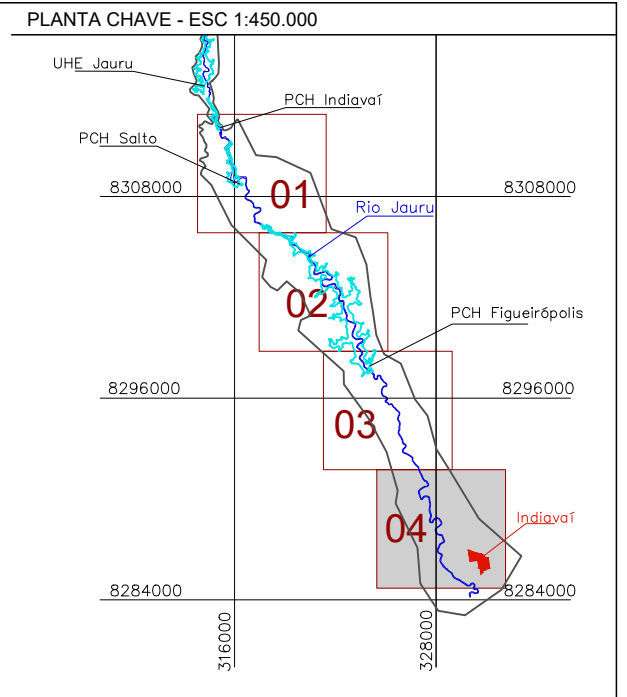 PLANTA CHAVE - ESC 1:450.000
UHE Jauru
PCH Indiavaí
PCH Salto
8308000
01
8308000
Rio Jauru
02
PCH Figueirópolis
8296000
8296000
03
04
Indiavaí
8284000
8284000
316000
328000